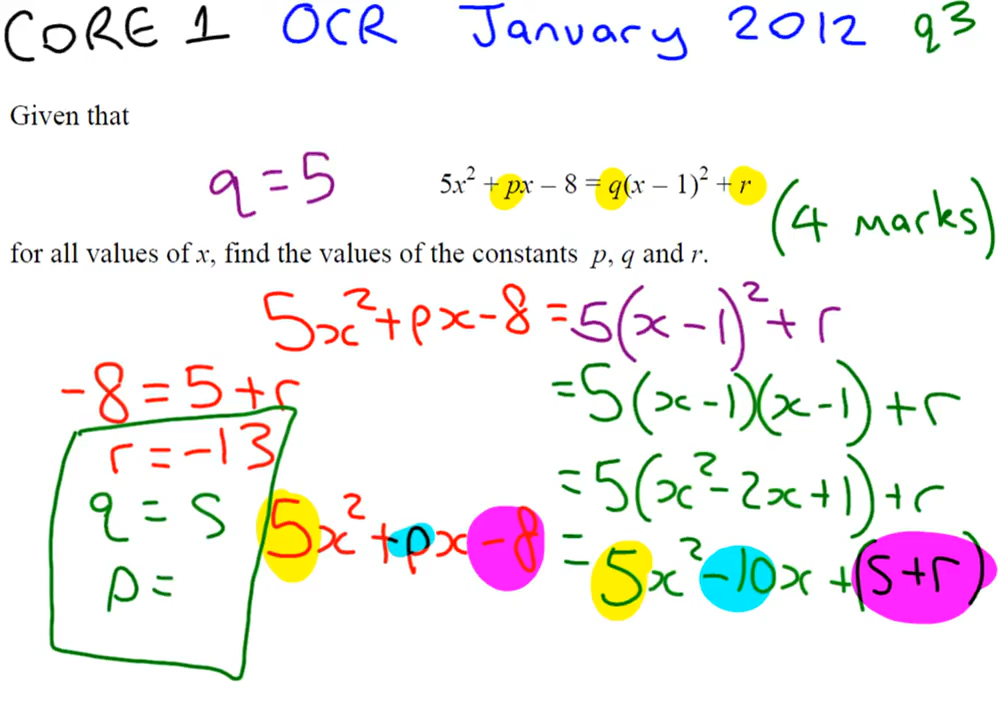 CORE 1 OCR January 2012 q3
Given that
q = 5
5x² + px – 8 = q(x – 1)² + r
(4 marks)
for all values of x, find the values of the constants p, q and r.
5x² + px - 8 = 5(x - 1)² + r
-8 = 5 + r
= 5(x - 1)(x - 1) + r
r = -13
= 5(x² - 2x + 1) + r
q = 5
5x² + px - 8 = 5x² - 10x + (5 + r)
p =